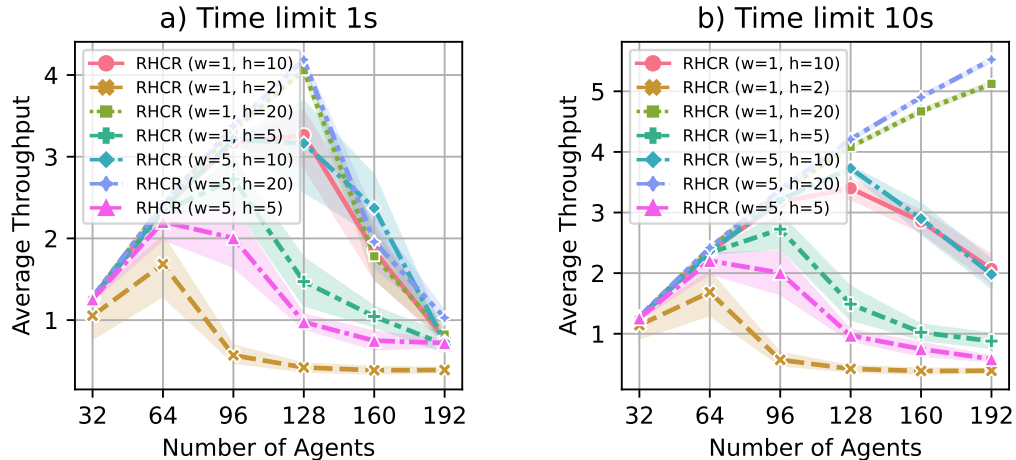 a) Time limit 1s
Average Throughput
4
3
2
1
RHCR (w=1, h=10)
RHCR (w=1, h=2)
RHCR (w=1, h=20)
RHCR (w=1, h=5)
RHCR (w=5, h=10)
RHCR (w=5, h=20)
RHCR (w=5, h=5)
32 64 96 128 160 192
Number of Agents
b) Time limit 10s
Average Throughput
5
4
3
2
1
RHCR (w=1, h=10)
RHCR (w=1, h=2)
RHCR (w=1, h=20)
RHCR (w=1, h=5)
RHCR (w=5, h=10)
RHCR (w=5, h=20)
RHCR (w=5, h=5)
32 64 96 128 160 192
Number of Agents